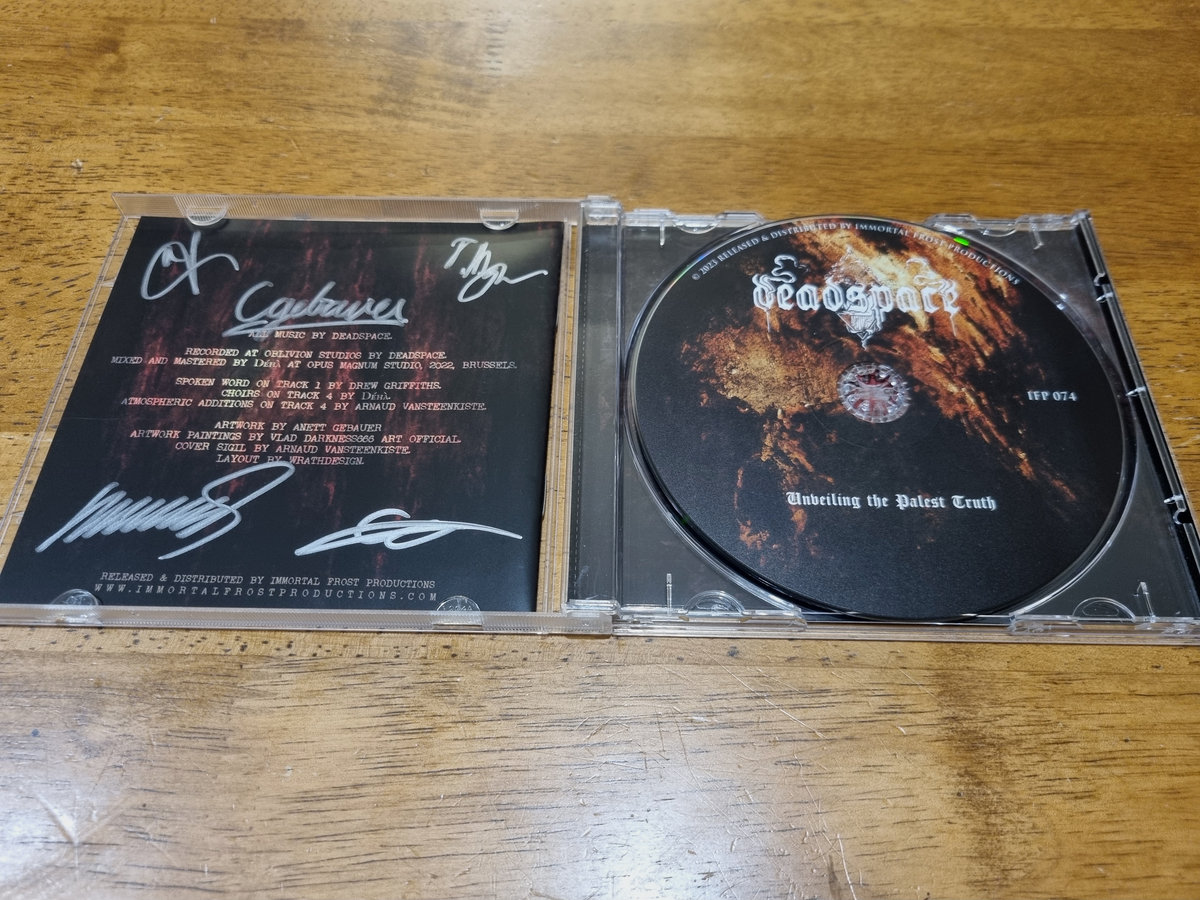 Cgebauer
ALL MUSIC BY DEADSPACE.
RECORDED AT OBLIVION STUDIOS BY DEADSPACE.
MIXED AND MASTERED BY Déhà AT OPUS MAGNUM STUDIO, 2022, BRUSSELS.
SPOKEN WORD ON TRACK 1 BY DREW GRIFFITHS.
CHOIRS ON TRACK 4 BY Déhà.
ATMOSPHERIC ADDITIONS ON TRACK 4 BY ARNAUD VANSTEENKISTE.
ARTWORK BY ANETT GEBAUER
ARTWORK PAINTINGS BY VLAD DARKNESS666 ART OFFICIAL.
COVER SIGIL BY ARNAUD VANSTEENKISTE.
LAYOUT BY WRATHDESIGN.
RELEASED & DISTRIBUTED BY IMMORTAL FROST PRODUCTIONS
WWW.IMMORTALFROSTPRODUCTIONS.COM
© 2023 RELEASED & DISTRIBUTED BY IMMORTAL FROST PRODUCTIONS
deadspace
IFP 074
Unveiling the Palest Truth